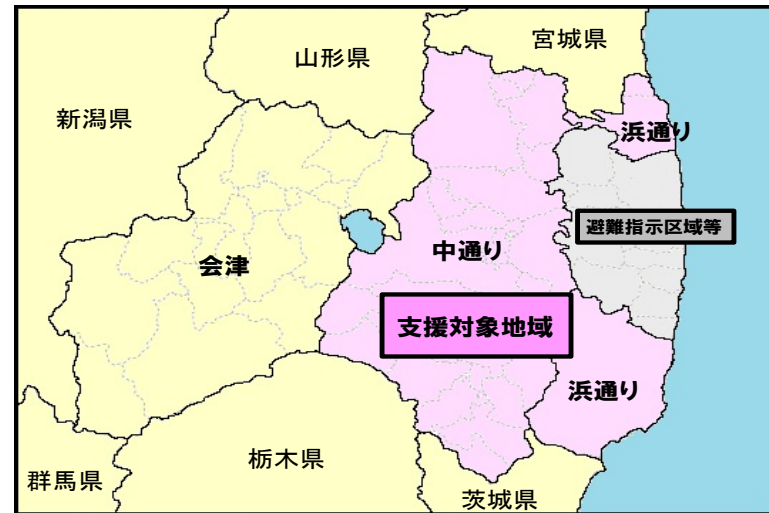 宮城県
山形県
新潟県
浜通り
避難指示区域等
中通り
会津
支援対象地域
浜通り
栃木県
群馬県
茨城県